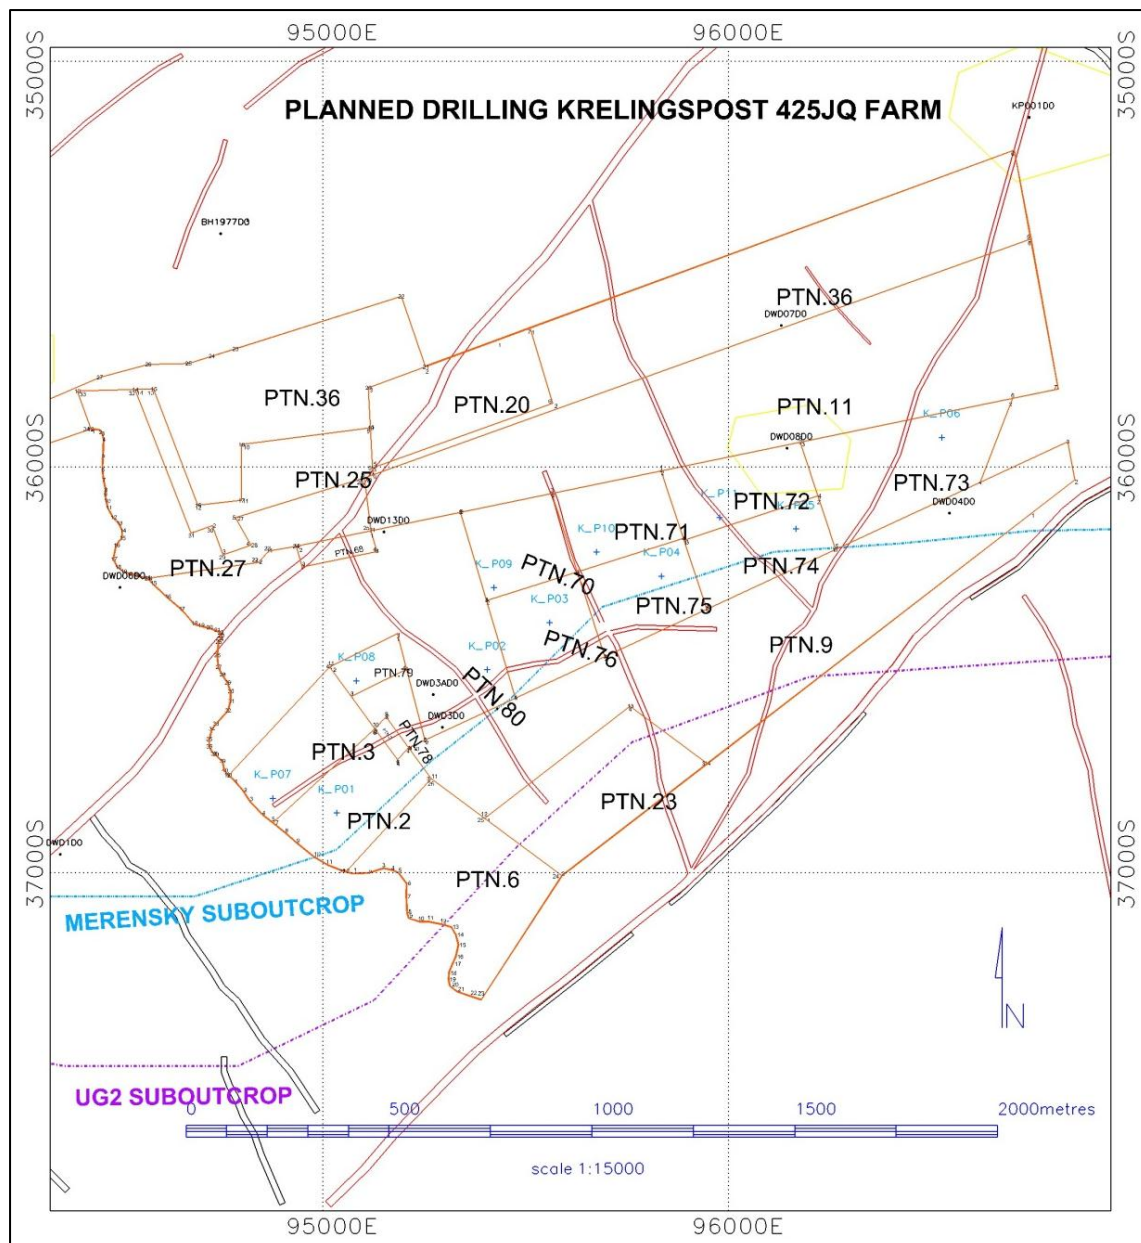 95000E
96000E
35000S
35000S
PLANNED DRILLING KRELINGSPOST 425JQ FARM
KP001D0
BH1977D3
PTN.36
DWD07D0
PTN.36
PTN.20
PTN.11
K_P06
DWD08D0
36000S
36000S
PTN.25
PTN.73
DWD04D0
PTN.72
K_P10
PTN.71
DWD13D0
PTN.68
PTN.27
DWD06D0
K_P09
PTN.70
K_P04
PTN.74
K_P03
PTN.75
PTN.76
PTN.9
K_P02
K_P08
PTN.79
DWD3AD0
PTN.80
DWD3D0
PTN.78
PTN.3
K_P07
K_P01
PTN.2
PTN.23
DWD1D0
37000S
37000S
PTN.6
MERENSKY SUBOUTCROP
UG2 SUBOUTCROP
N
0 500 1000 1500 2000metres
scale 1:15000
95000E
96000E